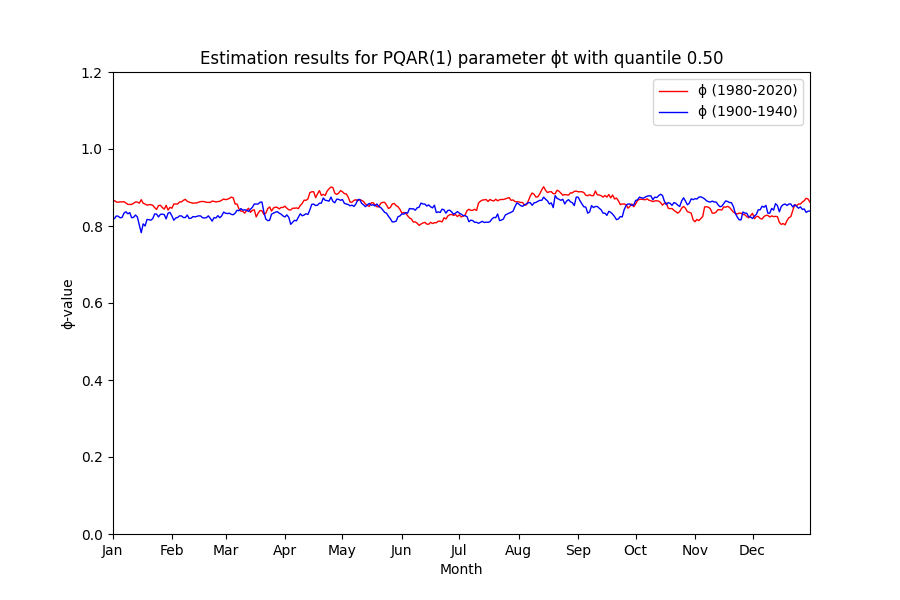 Estimation results for PQAR(1) parameter ϕt with quantile 0.50
ϕ (1980-2020)
ϕ (1900-1940)
1.2
1.0
0.8
0.6
0.4
0.2
0.0
ϕ-value
Jan Feb Mar Apr May Jun Jul Aug Sep Oct Nov Dec
Month